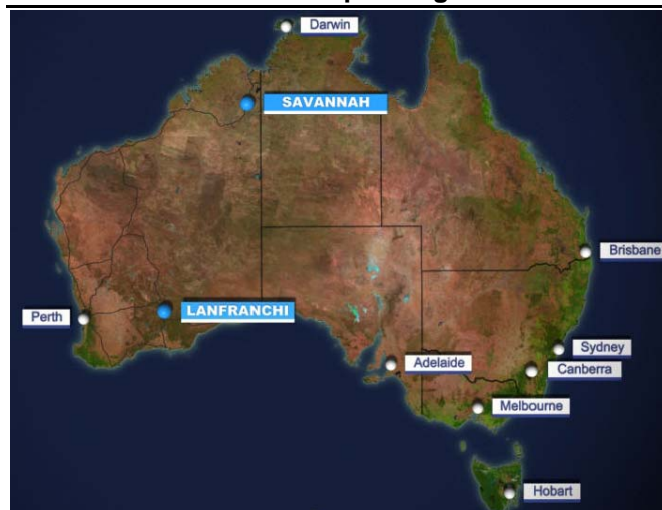 Darwin
SAVANNAH
Brisbane
LANFRANCHI
Perth
Sydney
Adelaide
Canberra
Melbourne
Hobart